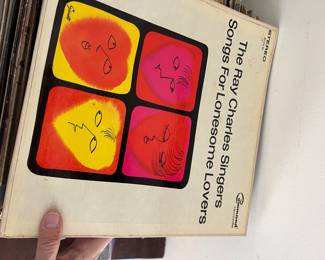 STEREO
The Ray Charles Singers
Songs For Lonesome Lovers
Command